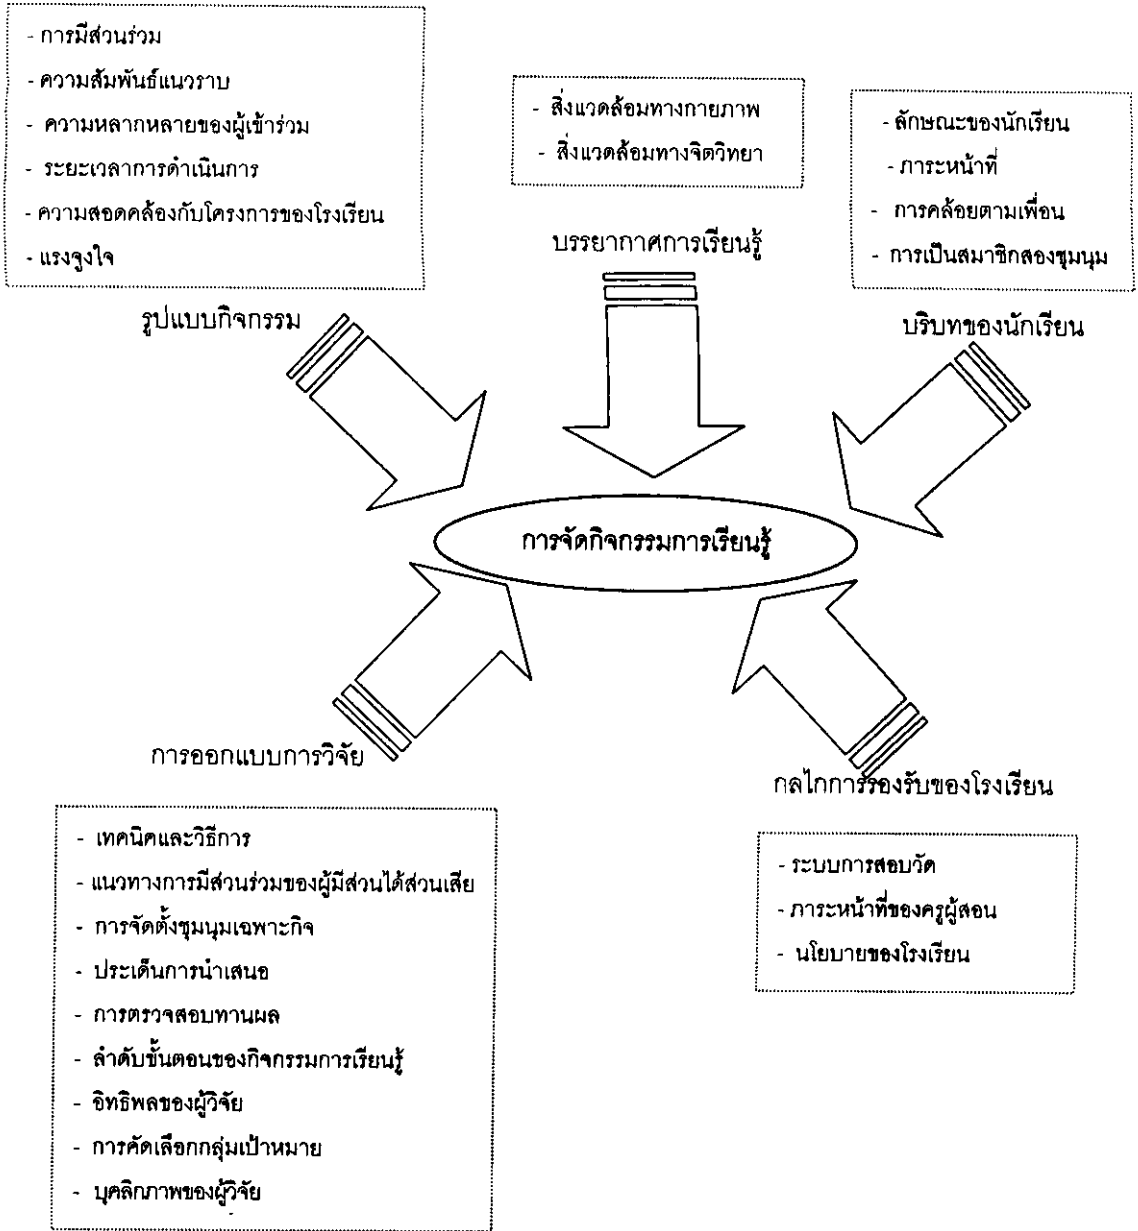 - การมีส่วนร่วม
- ความสัมพันธ์แนวราบ
- ความหลากหลายของผู้เข้าร่วม
- ระยะเวลาการดำเนินการ
- ความสอดคล้องกับโครงการของโรงเรียน
- แรงจูงใจ
รูปแบบกิจกรรม
- สิ่งแวดล้อมทางกายภาพ
- สิ่งแวดล้อมทางจิตวิทยา
บรรยากาศการเรียนรู้
- ลักษณะของนักเรียน
- ภาระหน้าที่
- การคล้อยตามเพื่อน
- การเป็นสมาชิกสองชุมนุม
บริบทของนักเรียน
การจัดกิจกรรมการเรียนรู้
การออกแบบการวิจัย
- เทคนิคและวิธีการ
- แนวทางการมีส่วนร่วมของผู้มีส่วนได้ส่วนเสีย
- การจัดตั้งชุมนุมเฉพาะกิจ
- ประเด็นการนำเสนอ
- การตรวจสอบทานผล
- ลำดับขั้นตอนของกิจกรรมการเรียนรู้
- อิทธิพลของผู้วิจัย
- การคัดเลือกกลุ่มเป้าหมาย
- บุคลิกภาพของผู้วิจัย
กลไกการรองรับของโรงเรียน
- ระบบการสอบวัด
- ภาระหน้าที่ของครูผู้สอน
- นโยบายของโรงเรียน